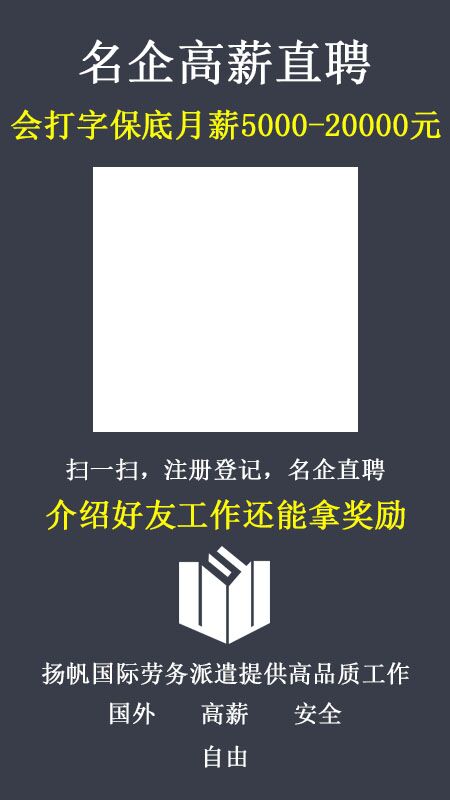 名企高薪直聘
会打字保底月薪5000-20000元
扫一扫，注册登记，名企直聘
介绍好友工作还能拿奖励
扬帆国际劳务派遣提供高品质工作
国外 高薪 安全
自由